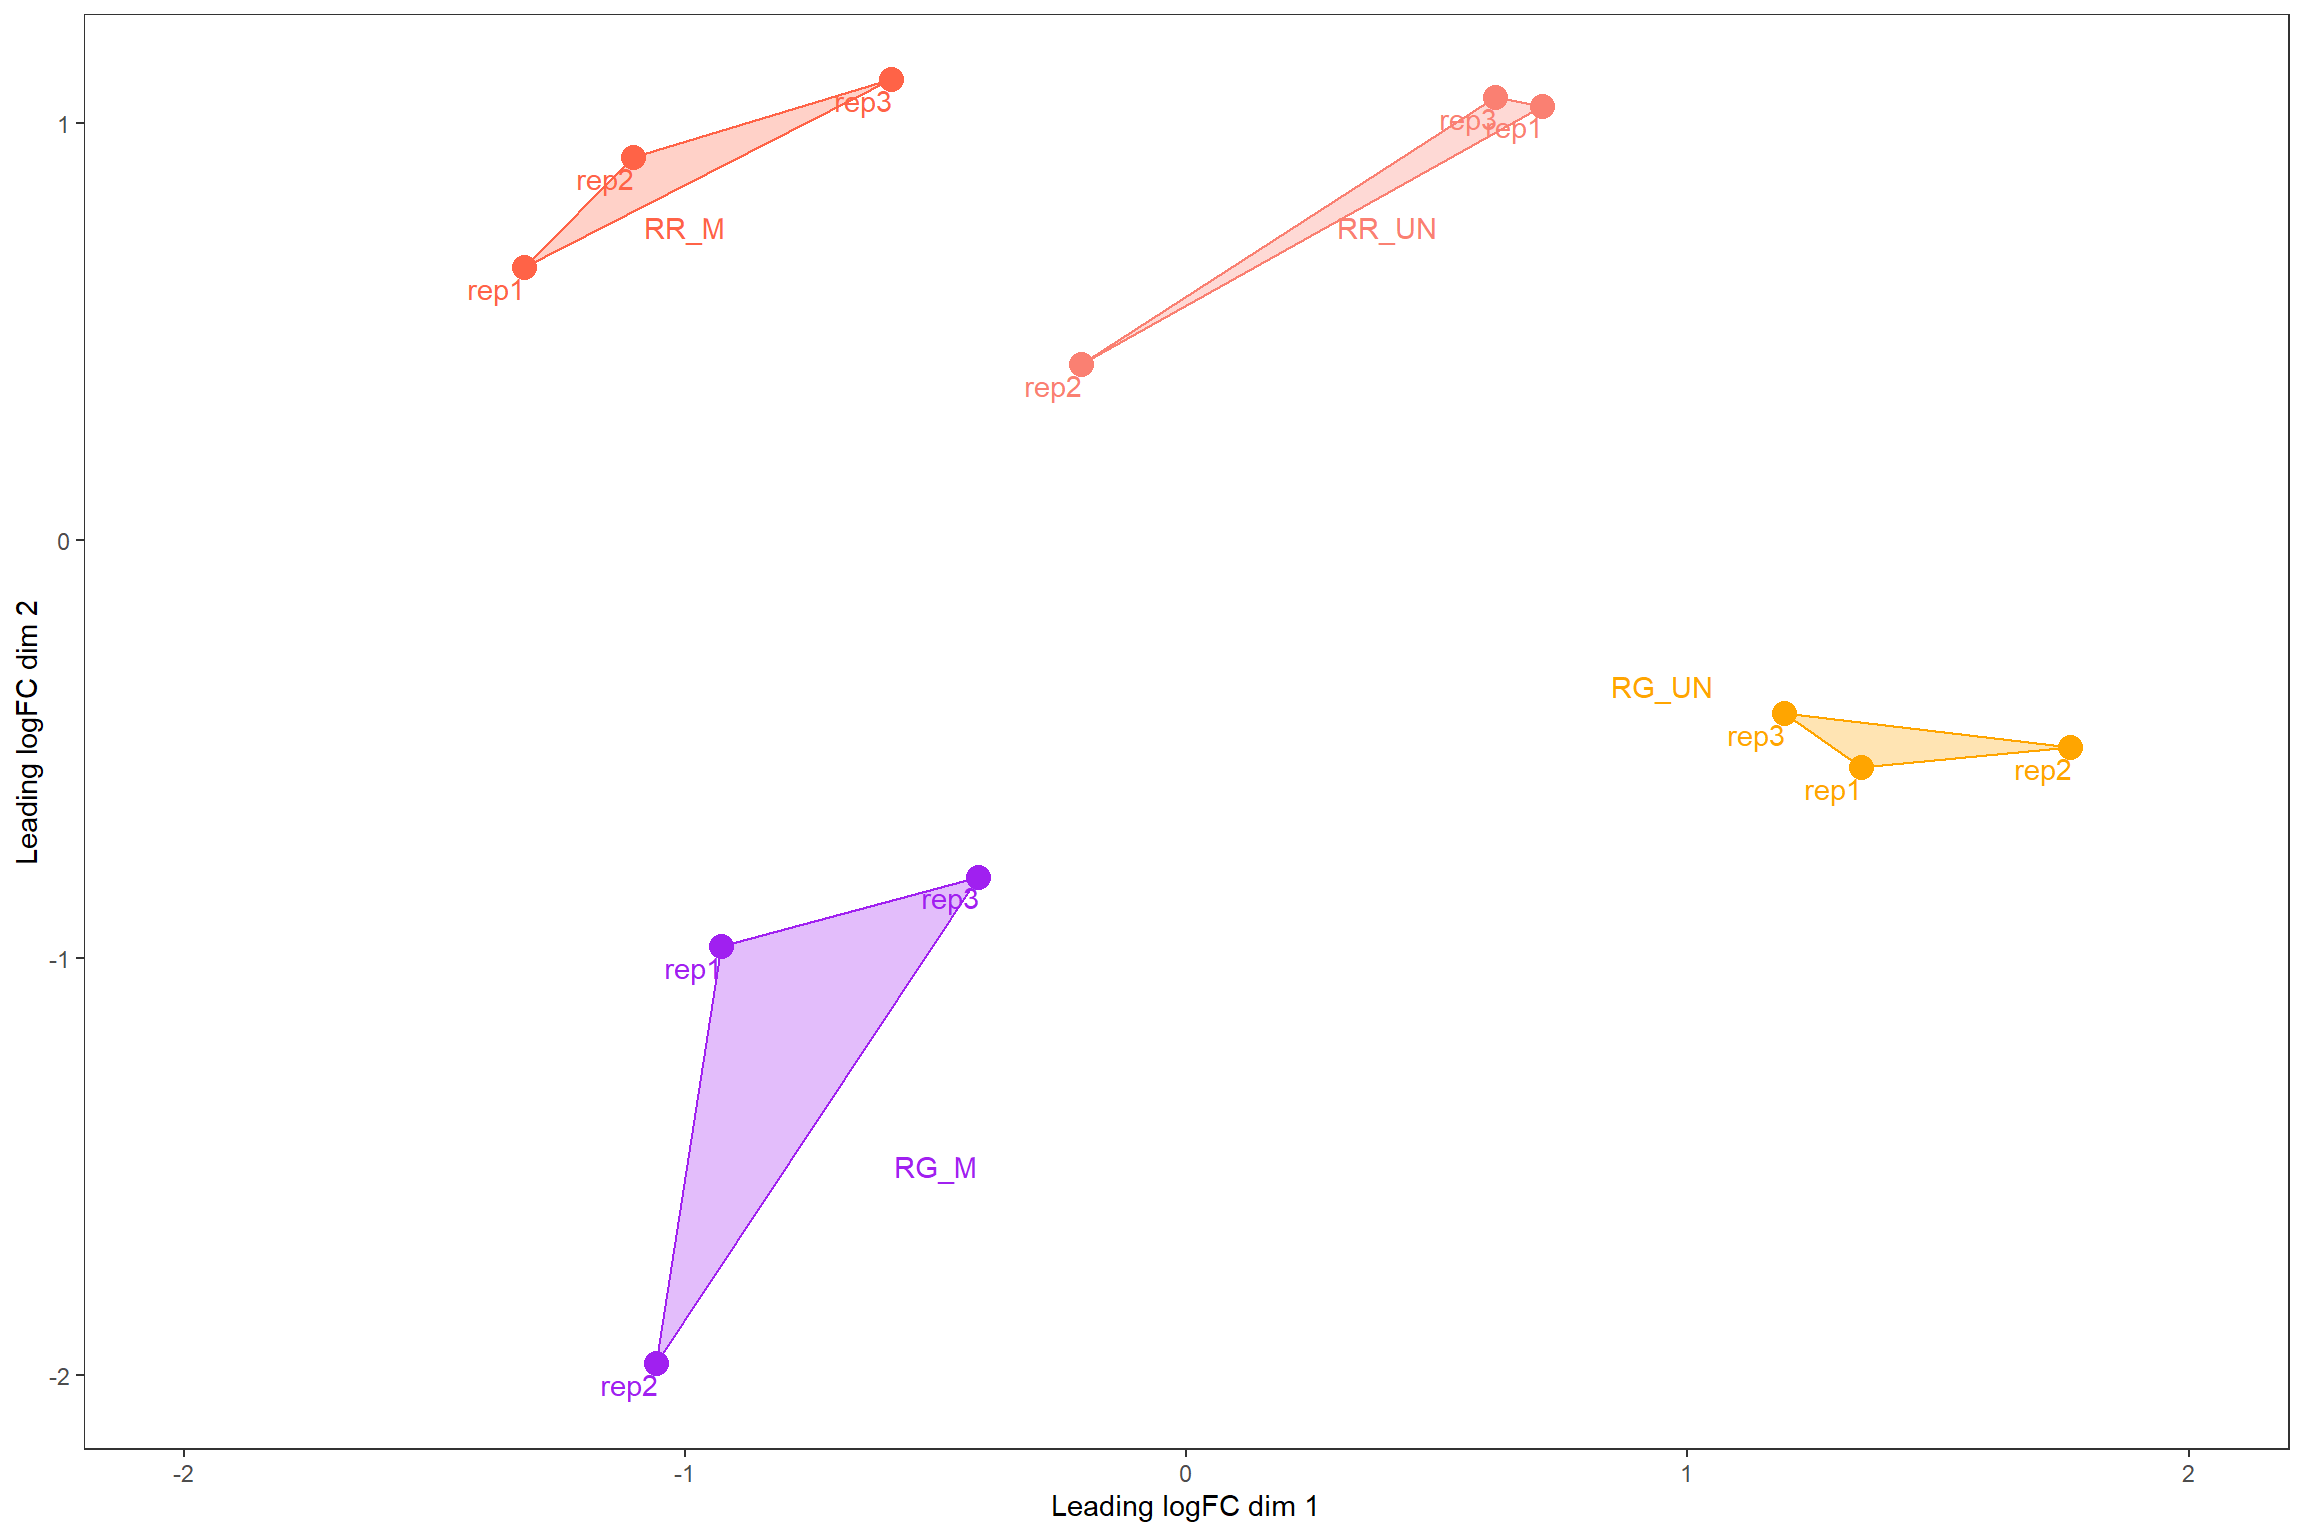 rep3
rep3
rep1
1
rep2
RR_M
RR_UN
rep1
rep2
0
Leading logFC dim 2
RG_UN
rep3
rep2
rep1
rep3
-1
rep1
RG_M
-2
rep2
-2
-1
0
1
2
Leading logFC dim 1